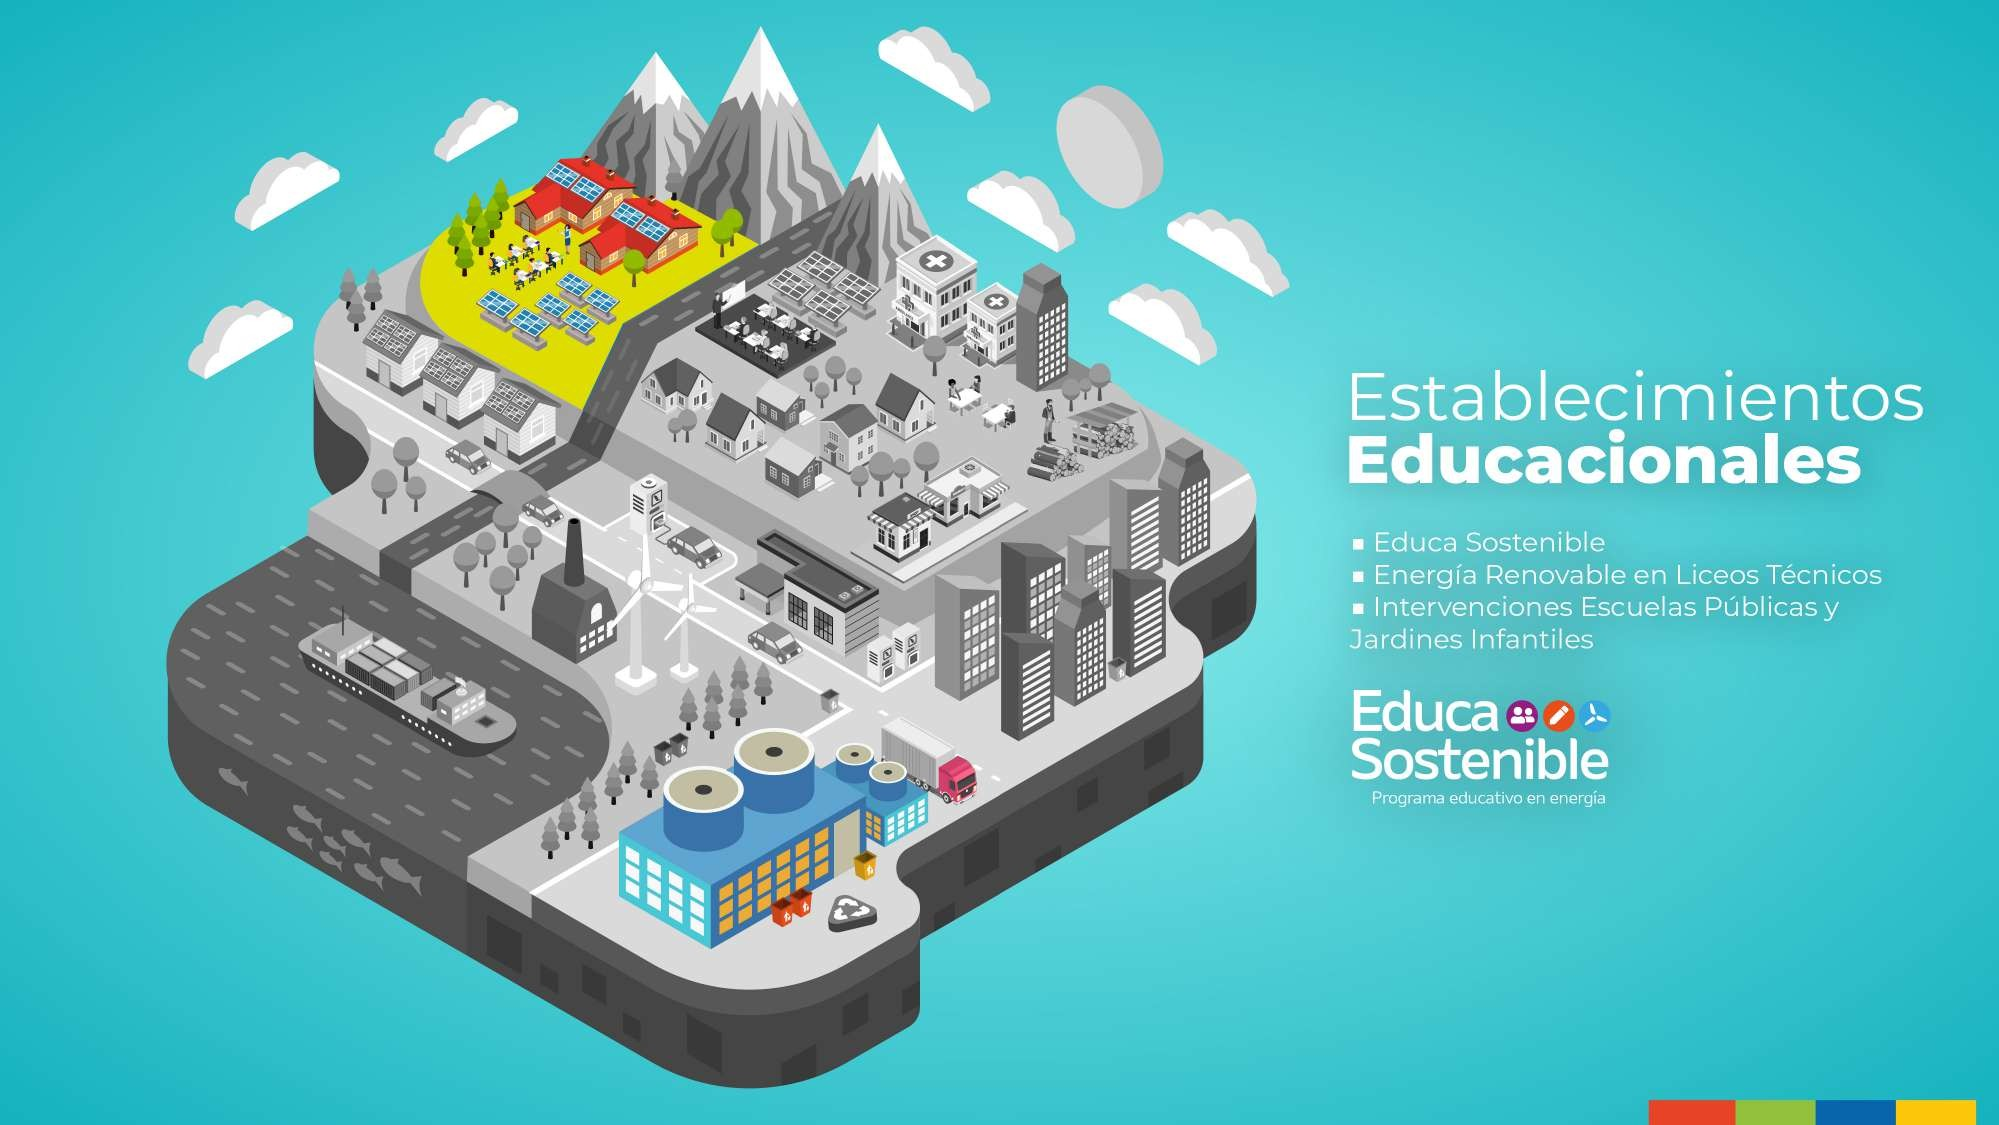 Establecimientos
Educacionales
▪ Educa Sostenible
▪ Energía Renovable en Liceos Técnicos
▪ Intervenciones Escuelas Públicas y
Jardines Infantiles
Educa
Sostenible
Programa educativo en energía